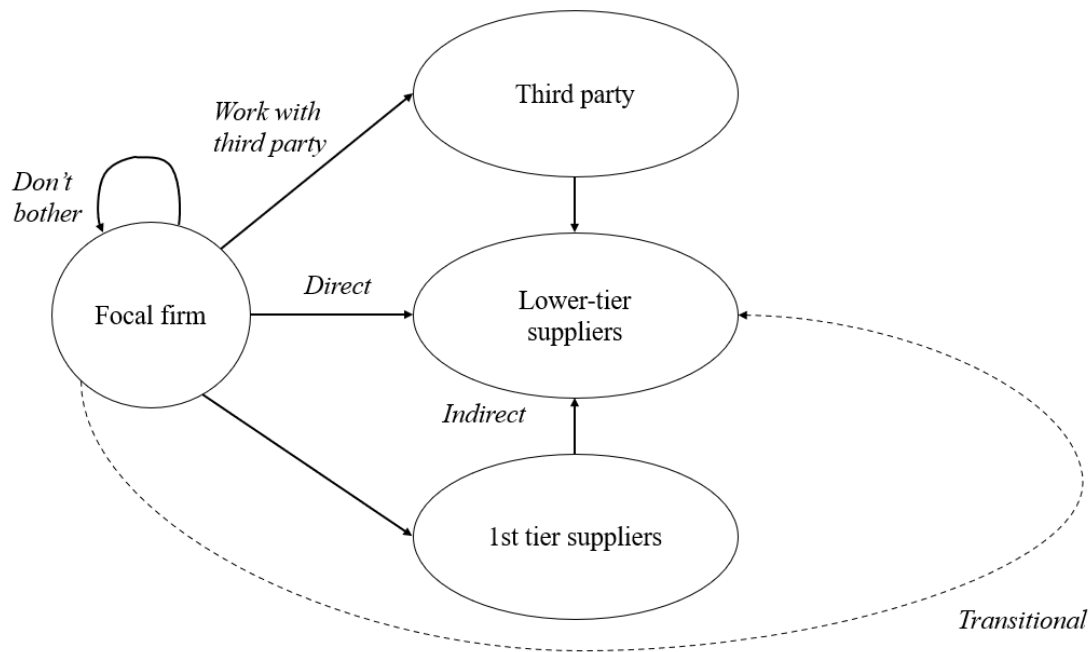 Third party
Work with
third party
Don't
bother
Direct
Focal firm
Lower-tier
suppliers
Indirect
1st tier suppliers
Transitional